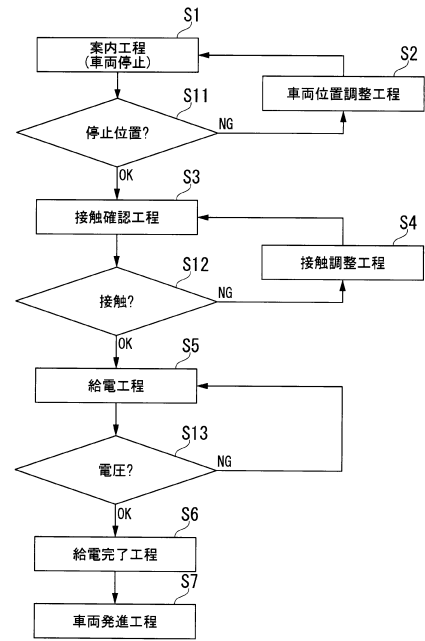 S1
案内工程
(車両停止)
S2
車両位置調整工程
S11
停止位置?
NG
OK
S3
接触確認工程
S4
接触調整工程
S12
接触?
NG
OK
S5
給電工程
S13
電圧?
NG
OK
S6
給電完了工程
S7
車両発進工程